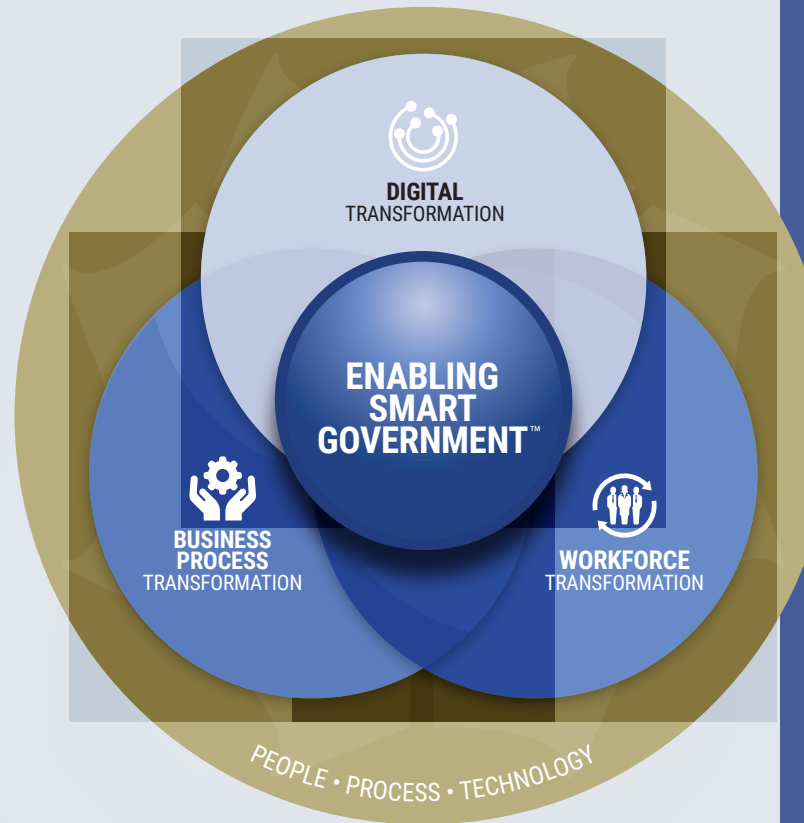 DIGITAL
TRANSFORMATION
ENABLING
SMART
GOVERNMENT™
BUSINESS
PROCESS
TRANSFORMATION
WORKFORCE
TRANSFORMATION
PEOPLE • PROCESS • TECHNOLOGY